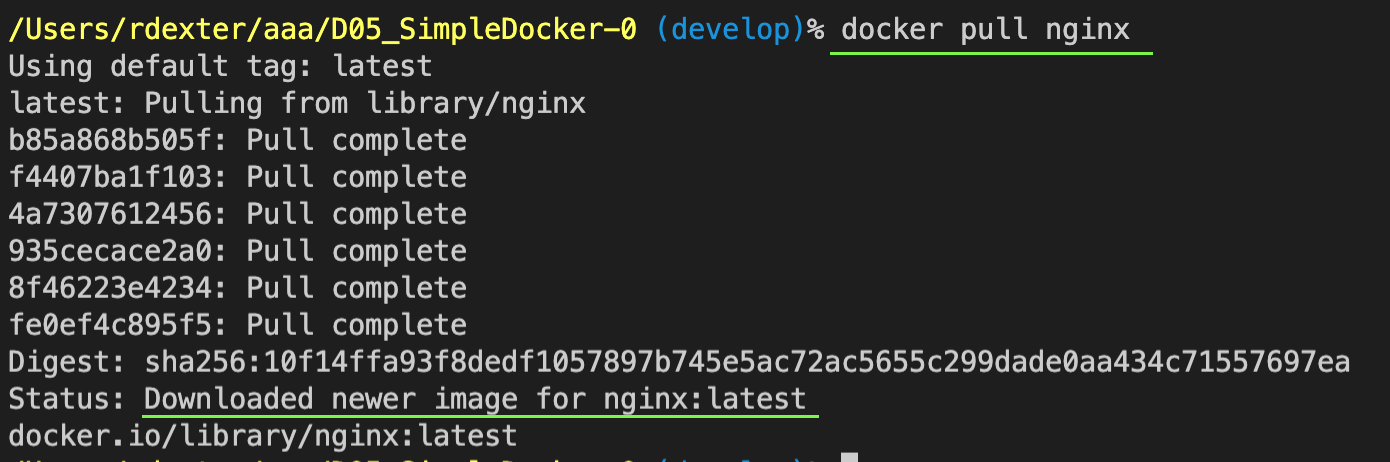 /Users/rdexter/aaa/D05_SimpleDocker-0 (develop)% docker pull nginx
Using default tag: latest
latest: Pulling from library/nginx
b85a868b505f: Pull complete
f4407ba1f103: Pull complete
4a7307612456: Pull complete
935cecace2a0: Pull complete
8f46223e4234: Pull complete
fe0ef4c895f5: Pull complete
Digest: sha256:10f14ffa93f8dedf1057897b745e5ac72ac5655c299dade0aa434c71557697ea
Status: Downloaded newer image for nginx:latest
docker.io/library/nginx:latest